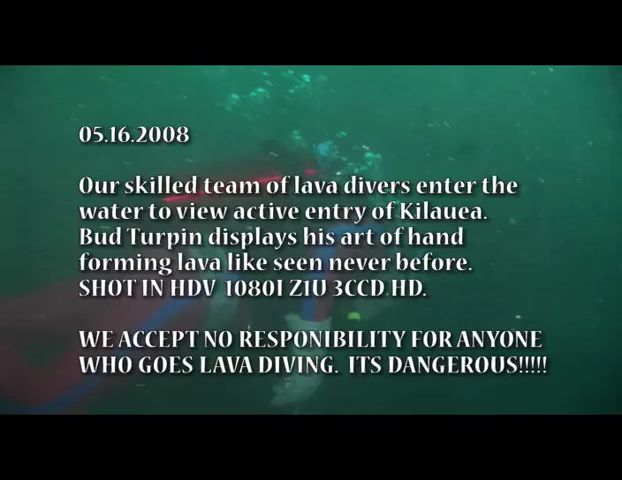 05.16.2008
Our skilled team of lava divers enter the
water to view active entry of Kilauea.
Bud Turpin displays his art of hand
forming lava like seen never before.
SHOT IN HDV 1080I Z1U 3CCD HD.
WE ACCEPT NO RESPONIBILITY FOR ANYONE
WHO GOES LAVA DIVING. ITS DANGEROUS!!!!!